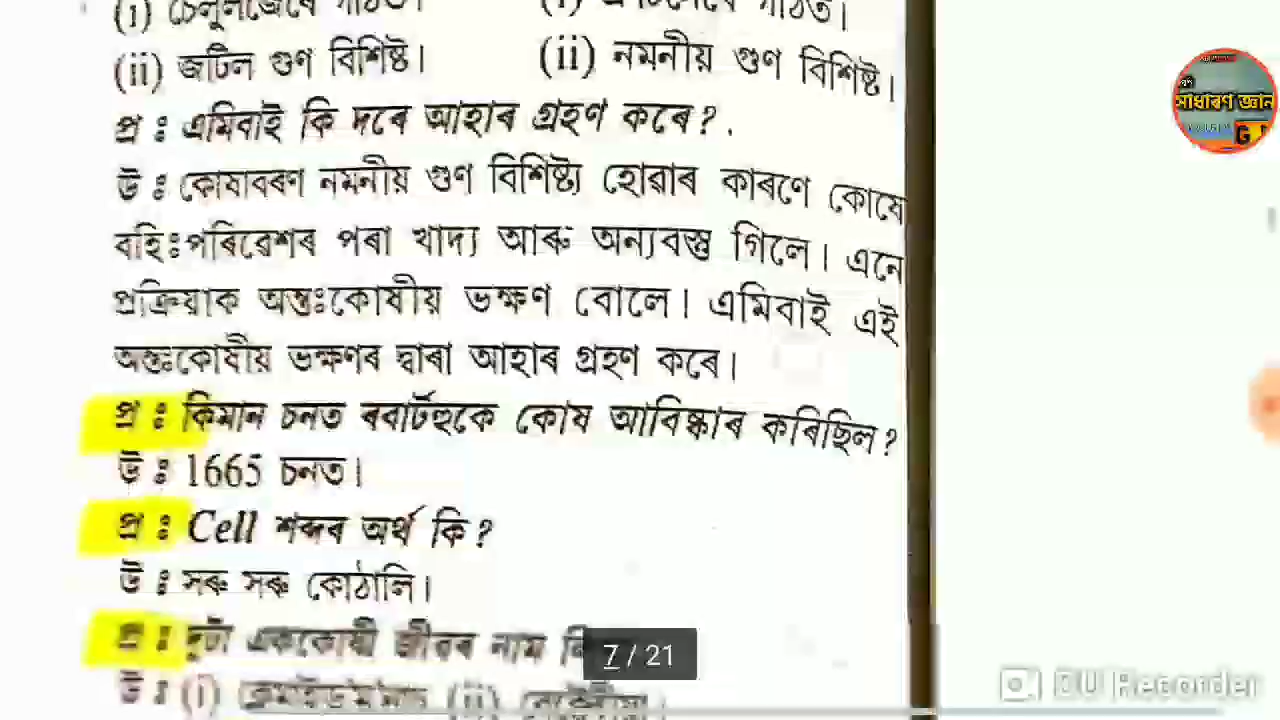 (ii) জটিল গুণ বিশিষ্ট। (ii) নমনীয় গুণ বিশিষ্ট।
প্ৰ ঃ এমিবাই কি দৰে আহাৰ গ্ৰহণ কৰে?
উ ঃ কোষাবৰণ নমনীয় গুণ বিশিষ্ট্য হোৱাৰ কাৰণে কোষে
বহিঃপৰিৱেশৰ পৰা খাদ্য আৰু অন্যবস্তু গিলে। এনে
প্ৰক্ৰিয়াক অন্তঃকোষীয় ভক্ষণ বোলে। এমিবাই এই
অন্তঃকোষীয় ভক্ষণৰ দ্বাৰা আহাৰ গ্ৰহণ কৰে।
প্ৰ ঃ কিমান চনত ৰবাৰ্টহুকে কোষ আবিষ্কাৰ কৰিছিল?
উ ঃ 1665 চনত।
প্ৰ ঃ Cell শব্দৰ অৰ্থ কি?
উ ঃ সৰু সৰু কোঠালি।
প্ৰ ঃ দুটা এককোষী জীৱৰ নাম
7 / 21
উ ঃ (i) (ii)
সাধাৰণ জ্ঞান
DU Recorder